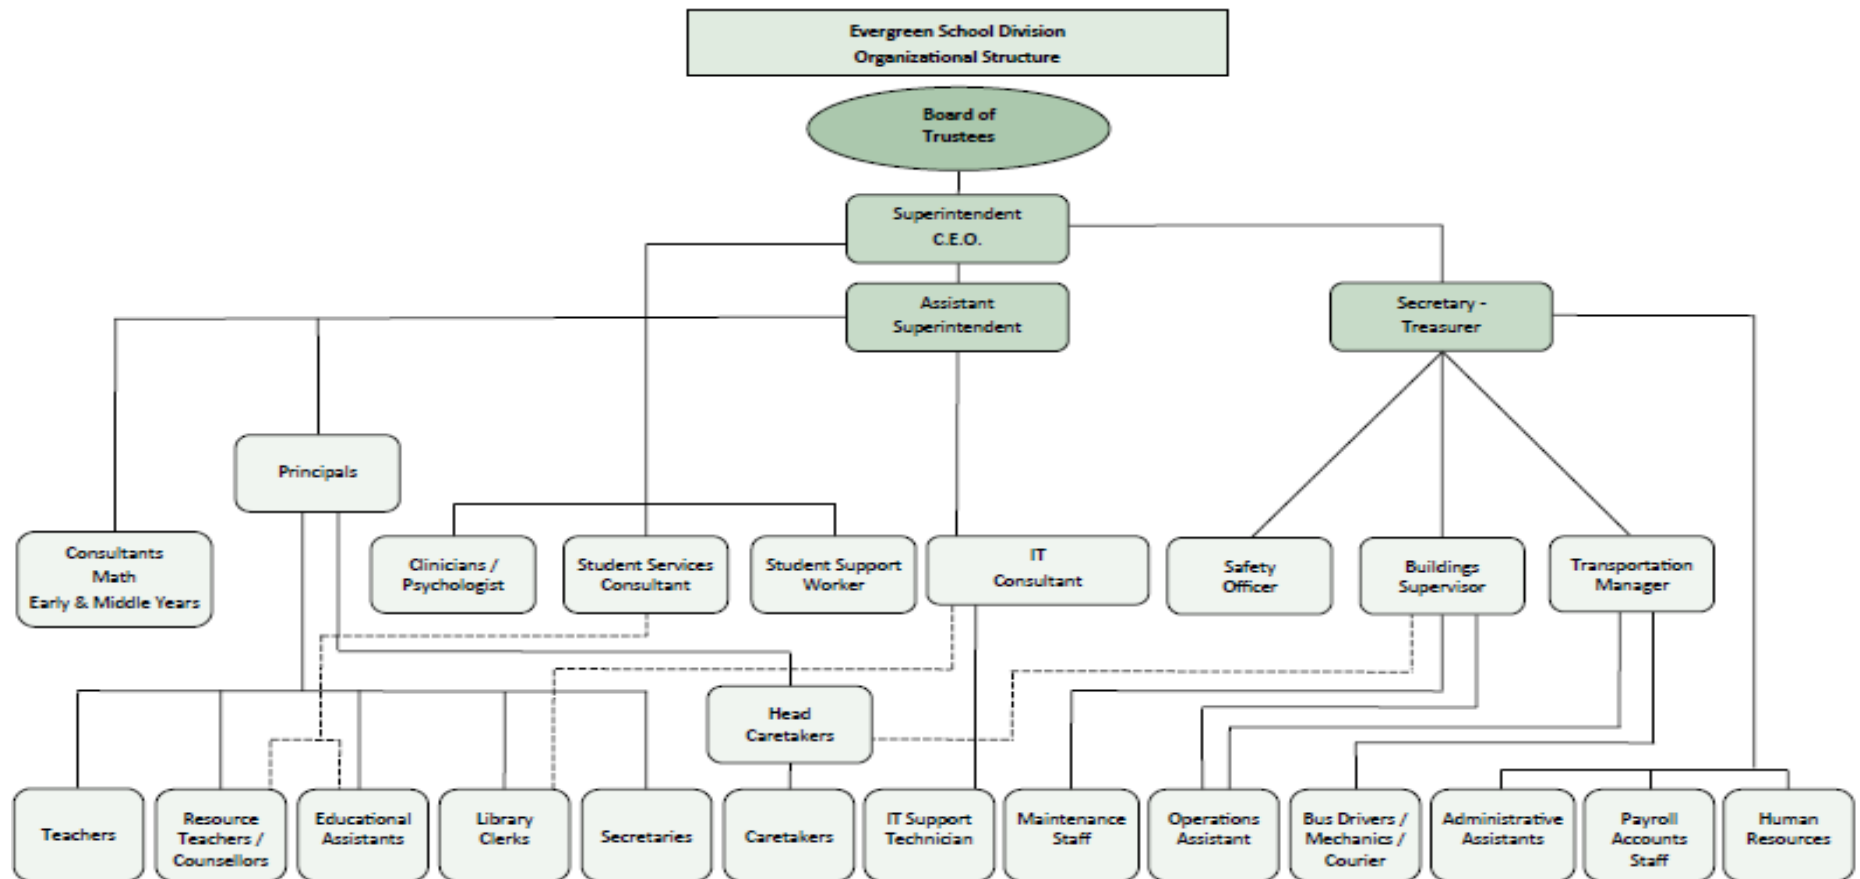 Evergreen School Division
Organizational Structure
Board of
Trustees
Superintendent
C.E.O.
Assistant
Superintendent
Secretary -
Treasurer
Principals
Consultants
Math
Early & Middle Years
Clinicians /
Psychologist
Student Services
Consultant
Student Support
Worker
IT
Consultant
Safety
Officer
Buildings
Supervisor
Transportation
Manager
Head
Caretakers
Teachers
Resource
Teachers /
Counsellors
Educational
Assistants
Library
Clerks
Secretaries
Caretakers
IT Support
Technician
Maintenance
Staff
Operations
Assistant
Bus Drivers /
Mechanics /
Courier
Administrative
Assistants
Payroll
Accounts
Staff
Human
Resources